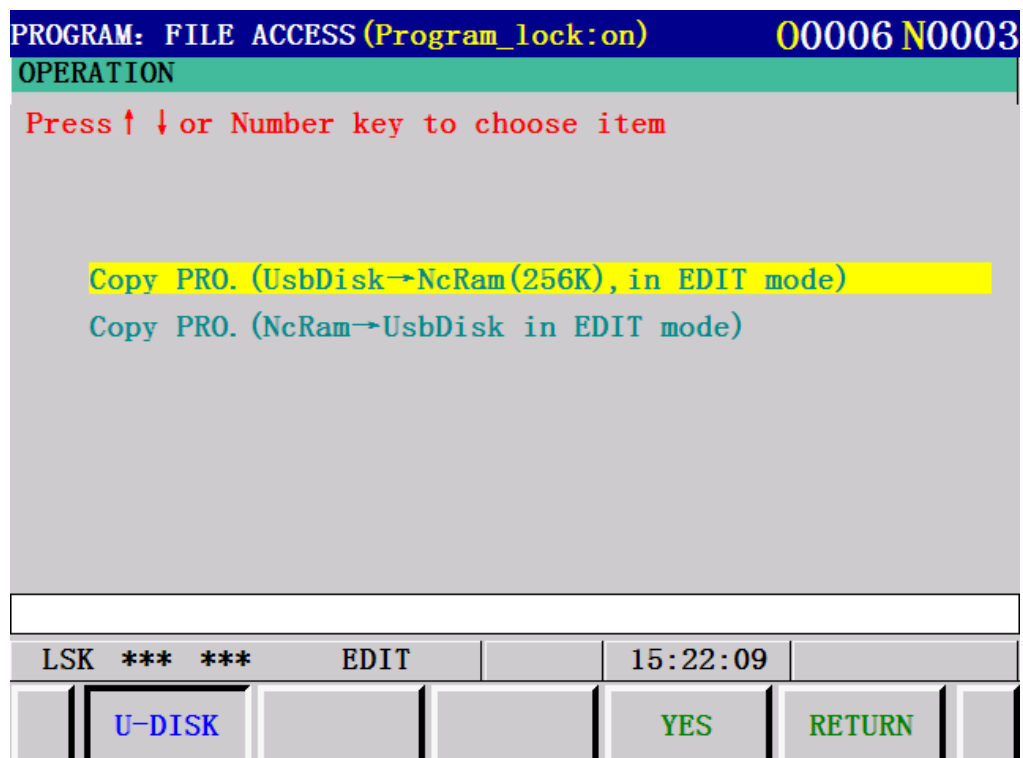 PROGRAM: FILE ACCESS(Program_lock:on) O0006 N0003
OPERATION
Press↑↓or Number key to choose item
Copy PRO.(UsbDisk→NcRam(256K),in EDIT mode)
Copy PRO.(NcRam→UsbDisk in EDIT mode)
LSK *** *** EDIT 15:22:09
U-DISK YES RETURN